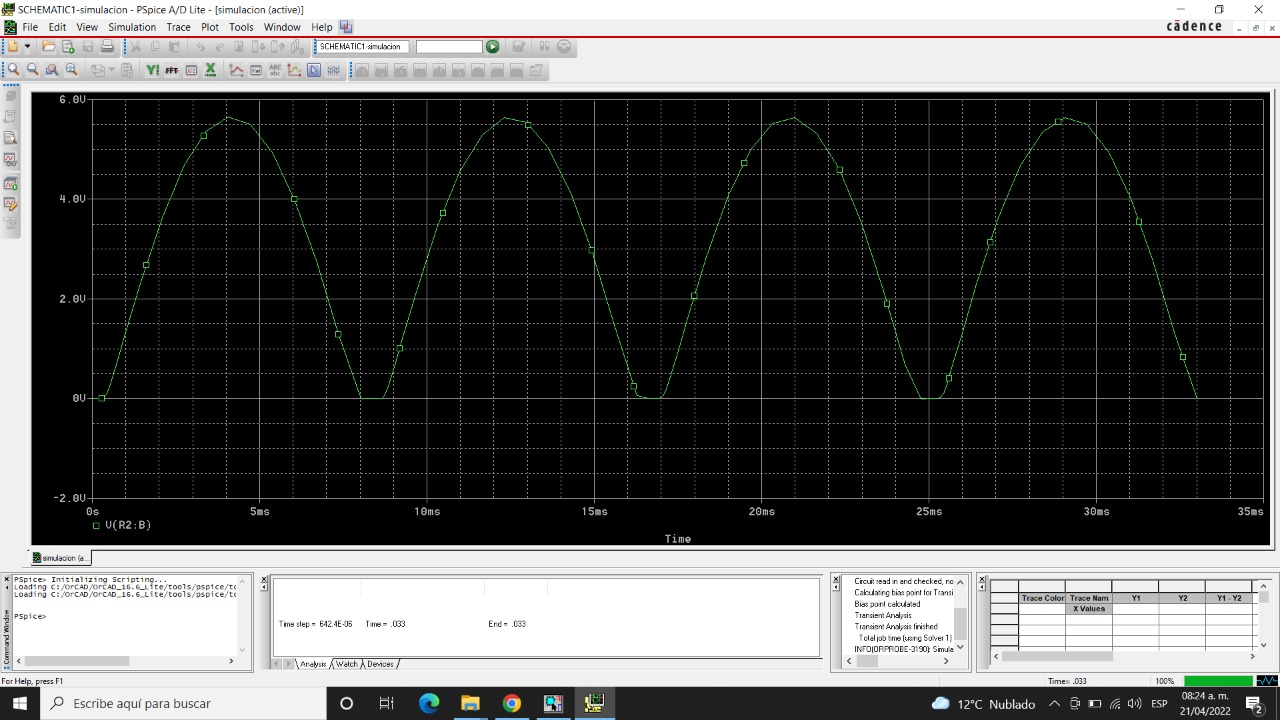 SCHEMATIC1-simulacion - PSpice A/D Lite - [simulacion (active)]
File Edit View Simulation Trace Plot Tools Window Help
cādence
SCHEMATIC1-simulacion
FFT
ABC
abc
6.0V
4.0V
2.0V
0V
-2.0V
0s 5ms 10ms 15ms 20ms 25ms 30ms 35ms
V(R2:B)
Time
simulacion (a...
PSpice> Initializing Scripting...
Loading C:/OrCAD/OrCAD_16.6_Lite/tools/pspice/tc
Loading C:/OrCAD/OrCAD_16.6_Lite/tools/pspice/tc
PSpice>
Command Window
Time step = 642.4E-06 Time = .033 End = .033
Analysis Watch Devices
Circuit read in and checked, no
Calculating bias point for Transi
Bias point calculated
Transient Analysis
Transient Analysis finished
Total job time (using Solver 1)
INFO(ORPROBE-3190): Simula
Trace Color Trace Nam Y1 Y2 Y1 - Y2
X Values
For Help, press F1
Time= .033 100%
Escribe aquí para buscar
12°C Nublado
ESP
08:24 a. m.
21/04/2022
2